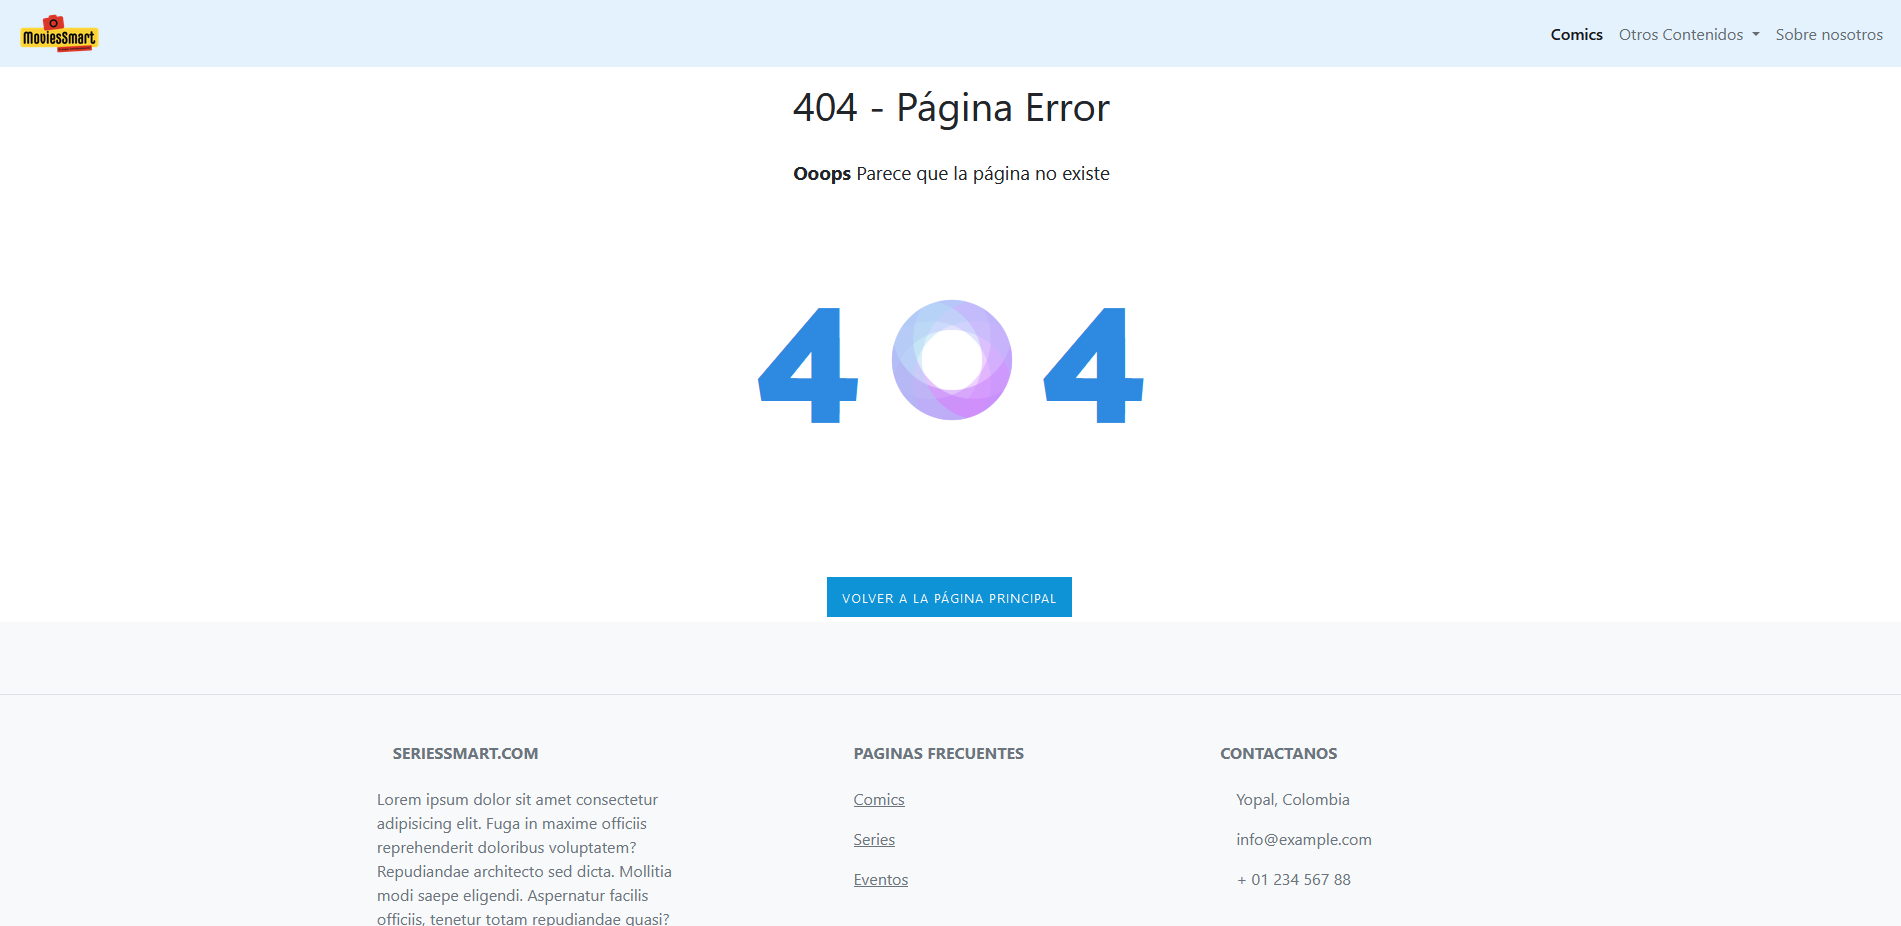 MoviesSmart
Comics Otros Contenidos Sobre nosotros
404 - Página Error
Ooops Parece que la página no existe
404
VOLVER A LA PÁGINA PRINCIPAL
SERIESSMART.COM
Lorem ipsum dolor sit amet consectetur
adipisicing elit. Fuga in maxime officiis
reprehenderit doloribus voluptatem?
Repudiandae architecto sed dicta. Mollitia
modi saepe eligendi. Aspernatur facilis
officiis, tenetur totam repudiandae quasi?
PAGINAS FRECUENTES
Comics
Series
Eventos
CONTACTANOS
Yopal, Colombia
info@example.com
+ 01 234 567 88